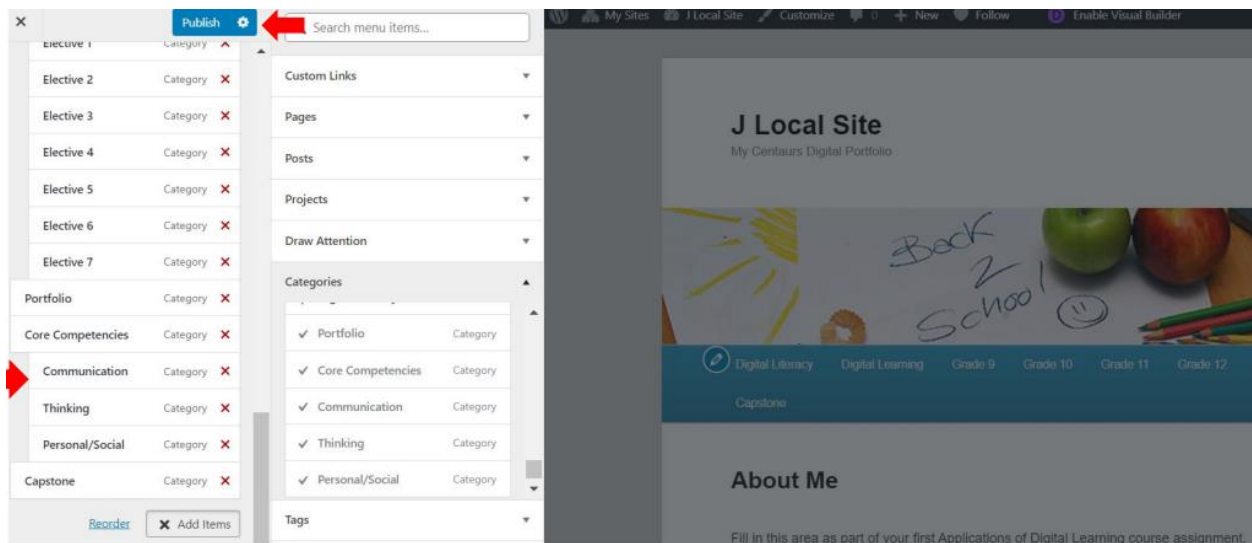 Publish
Search menu items...
Elective 1 Category
Elective 2 Category
Elective 3 Category
Elective 4 Category
Elective 5 Category
Elective 6 Category
Elective 7 Category
Portfolio Category
Core Competencies Category
Communication Category
Thinking Category
Personal/Social Category
Capstone Category
Reorder
Add Items
Custom Links
Pages
Posts
Projects
Draw Attention
Categories
Portfolio Category
Core Competencies Category
Communication Category
Thinking Category
Personal/Social Category
Tags
My Sites J Local Site Customize 0 New Follow Enable Visual Builder
J Local Site
My Centaurs Digital Portfolio
Back
2
School
Digital Literacy Digital Learning Grade 9 Grade 10 Grade 11 Grade 12
Capstone
About Me
Fill in this area as part of your first Applications of Digital Learning course assignment.